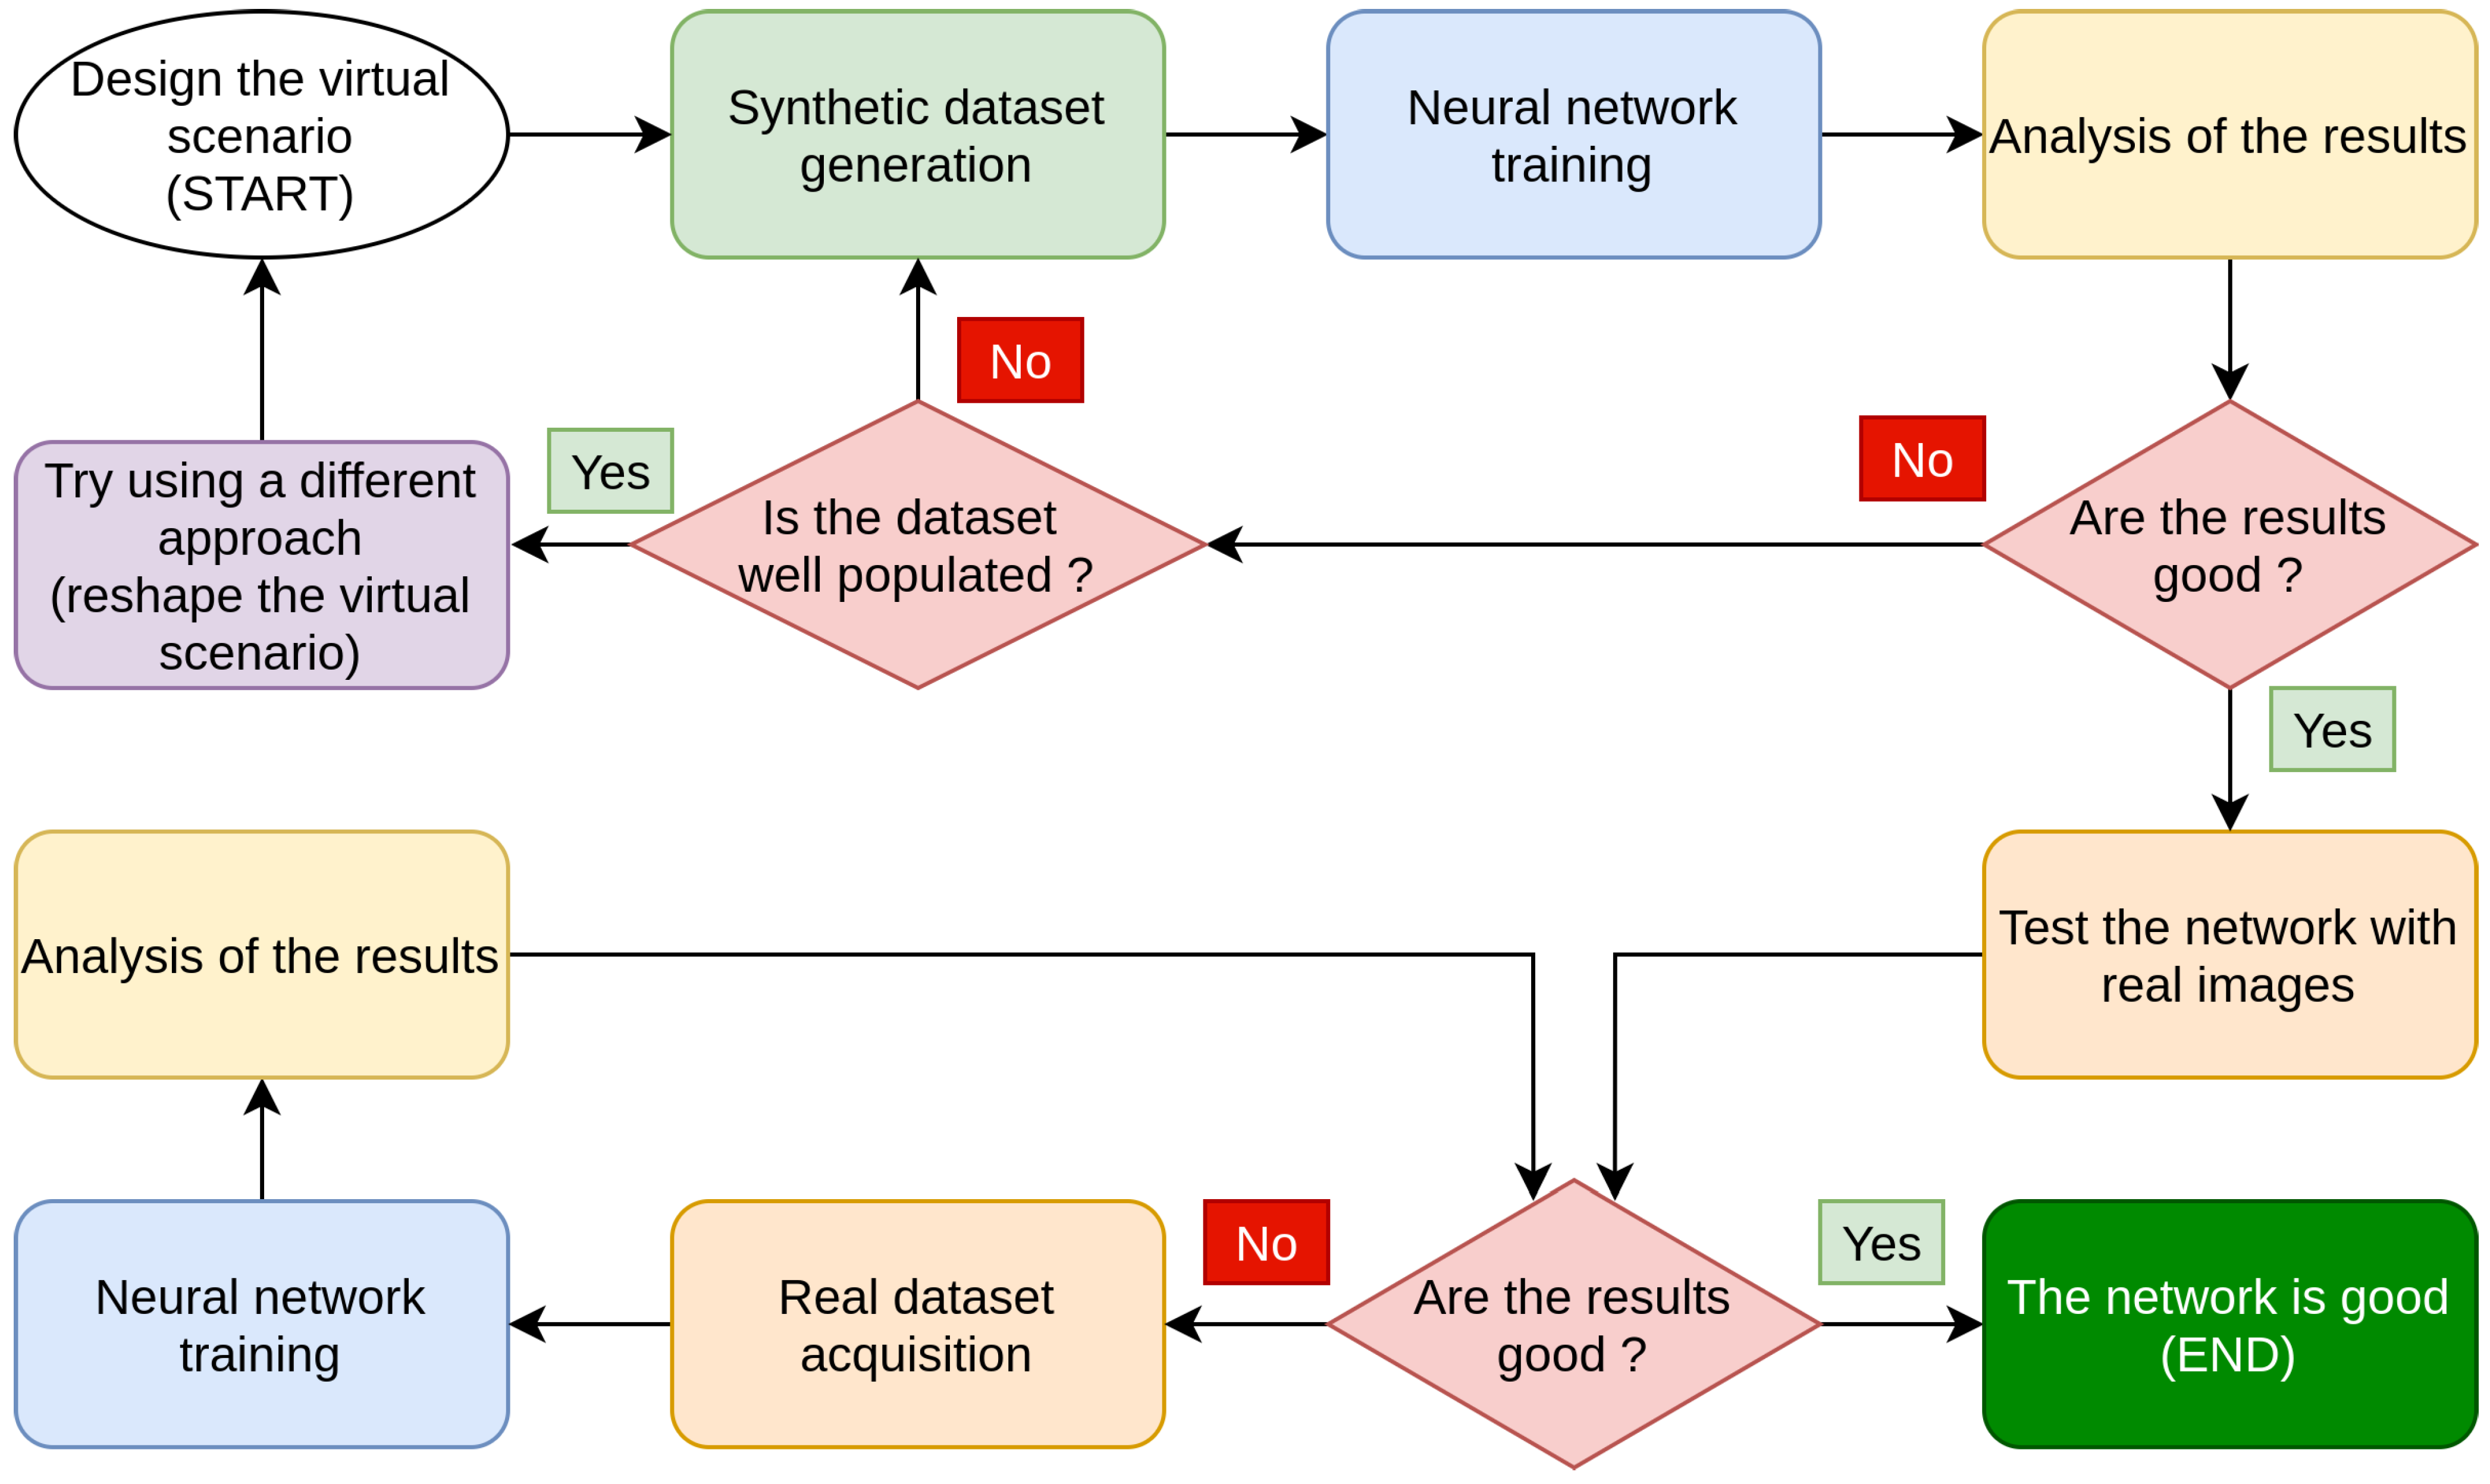 Design the virtual
scenario
(START)
Synthetic dataset
generation
Neural network
training
Analysis of the results
No
Yes
Try using a different
approach
(reshape the virtual
scenario)
Is the dataset
well populated ?
No
Are the results
good ?
Yes
Analysis of the results
Test the network with
real images
Neural network
training
Real dataset
acquisition
No
Are the results
good ?
Yes
The network is good
(END)